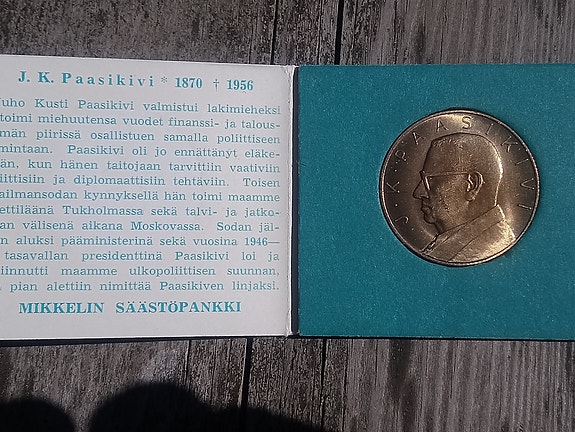 J. K. Paasikivi * 1870 † 1956
uho Kusti Paasikivi valmistui lakimieheksi
toimi miehuutensa vuodet finanssi- ja talous-
män piirissä osallistuen samalla poliittiseen
mintaan. Paasikivi oli jo ennättänyt eläke-
än, kun hänen taitojaan tarvittiin vaativiin
iittisiin ja diplomaattisiin tehtäviin. Toisen
ailmansodan kynnyksellä hän toimi maamme
ettiläänä Tukholmassa sekä talvi- ja jatko-
an välisenä aikana Moskovassa. Sodan jäl-
n aluksi pääministerinä sekä vuosina 1946—
tasavallan presidenttinä Paasikivi loi ja
iinnutti maamme ulkopoliittisen suunnan,
pian alettiin nimittää Paasikiven linjaksi.
MIKKELIN SÄÄSTÖPANKKI
J·K·PAASIKIVI